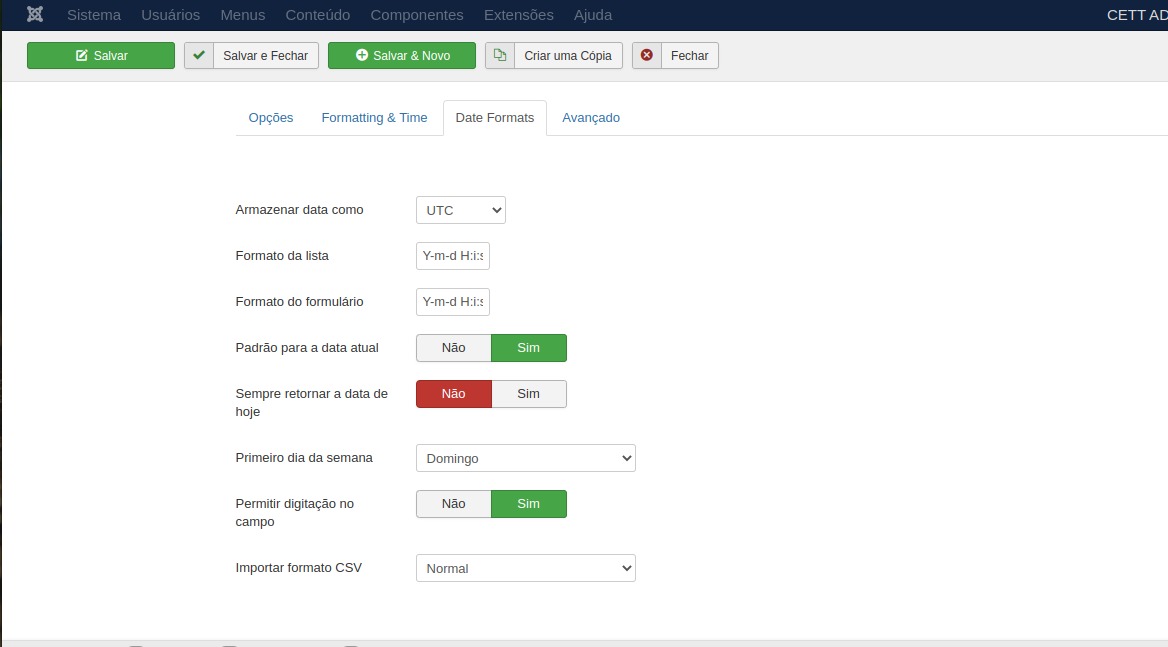 Sistema Usuários Menus Conteúdo Componentes Extensões Ajuda CETT AD
Salvar Salvar e Fechar Salvar & Novo Criar uma Cópia Fechar
Opções Formatting & Time Date Formats Avançado
Armazenar data como UTC
Formato da lista Y-m-d H:i:s
Formato do formulário Y-m-d H:i:s
Padrão para a data atual Não Sim
Sempre retornar a data de hoje Não Sim
Primeiro dia da semana Domingo
Permitir digitação no campo Não Sim
Importar formato CSV Normal